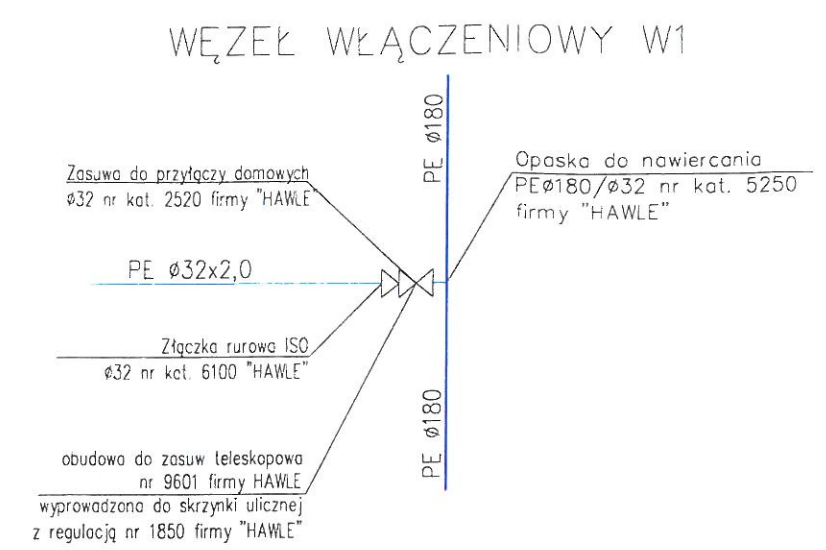 WĘZEŁ WŁĄCZENIOWY W1
PE ø180
Zasuwa do przyłączy domowych
ø32 nr kat. 2520 firmy "HAWLE"
Opaska do nawiercania
PEø180/ø32 nr kat. 5250
firmy "HAWLE"
PE ø32x2,0
Złączka rurowa ISO
ø32 nr kat. 6100 "HAWLE"
PE ø180
obudowa do zasuw teleskopowa
nr 9601 firmy HAWLE
wyprowadzona do skrzynki ulicznej
z regulacją nr 1850 firmy "HAWLE"